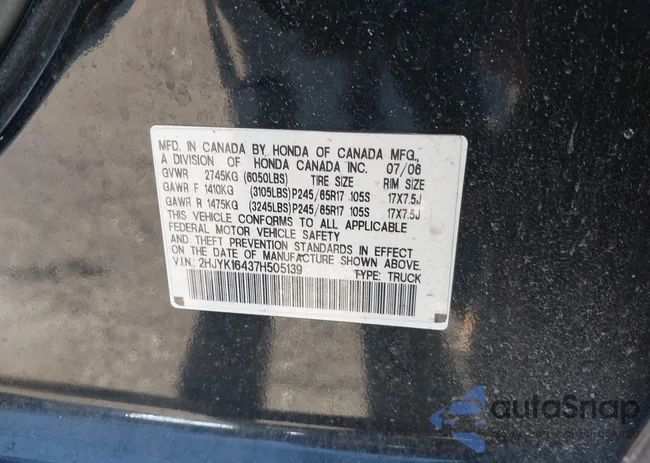 MFD. IN CANADA BY HONDA OF CANADA MFG.,
A DIVISION OF HONDA CANADA INC. 07/06
GVWR 2745KG (6050LBS) TIRE SIZE RIM SIZE
GAWR F 1410KG (3105LBS)P245/65R17 105S 17X7.5J
GAWR R 1475KG (3245LBS)P245/65R17 105S 17X7.5J
THIS VEHICLE CONFORMS TO ALL APPLICABLE
FEDERAL MOTOR VEHICLE SAFETY
AND THEFT PREVENTION STANDARDS IN EFFECT
ON THE DATE OF MANUFACTURE SHOWN ABOVE.
V.I.N.: 2HJYK16437H505139 TYPE: TRUCK
autoSnap